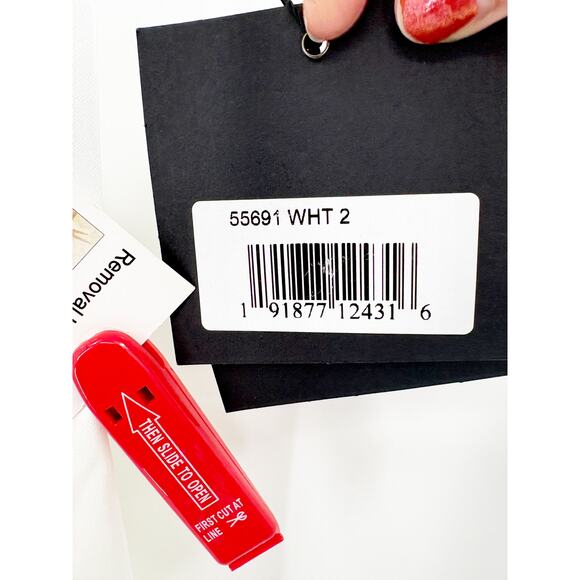 55691 WHT 2
1 91877 12431 6
Removal
THEN SLIDE TO OPEN
FIRST CUT AT
LINE